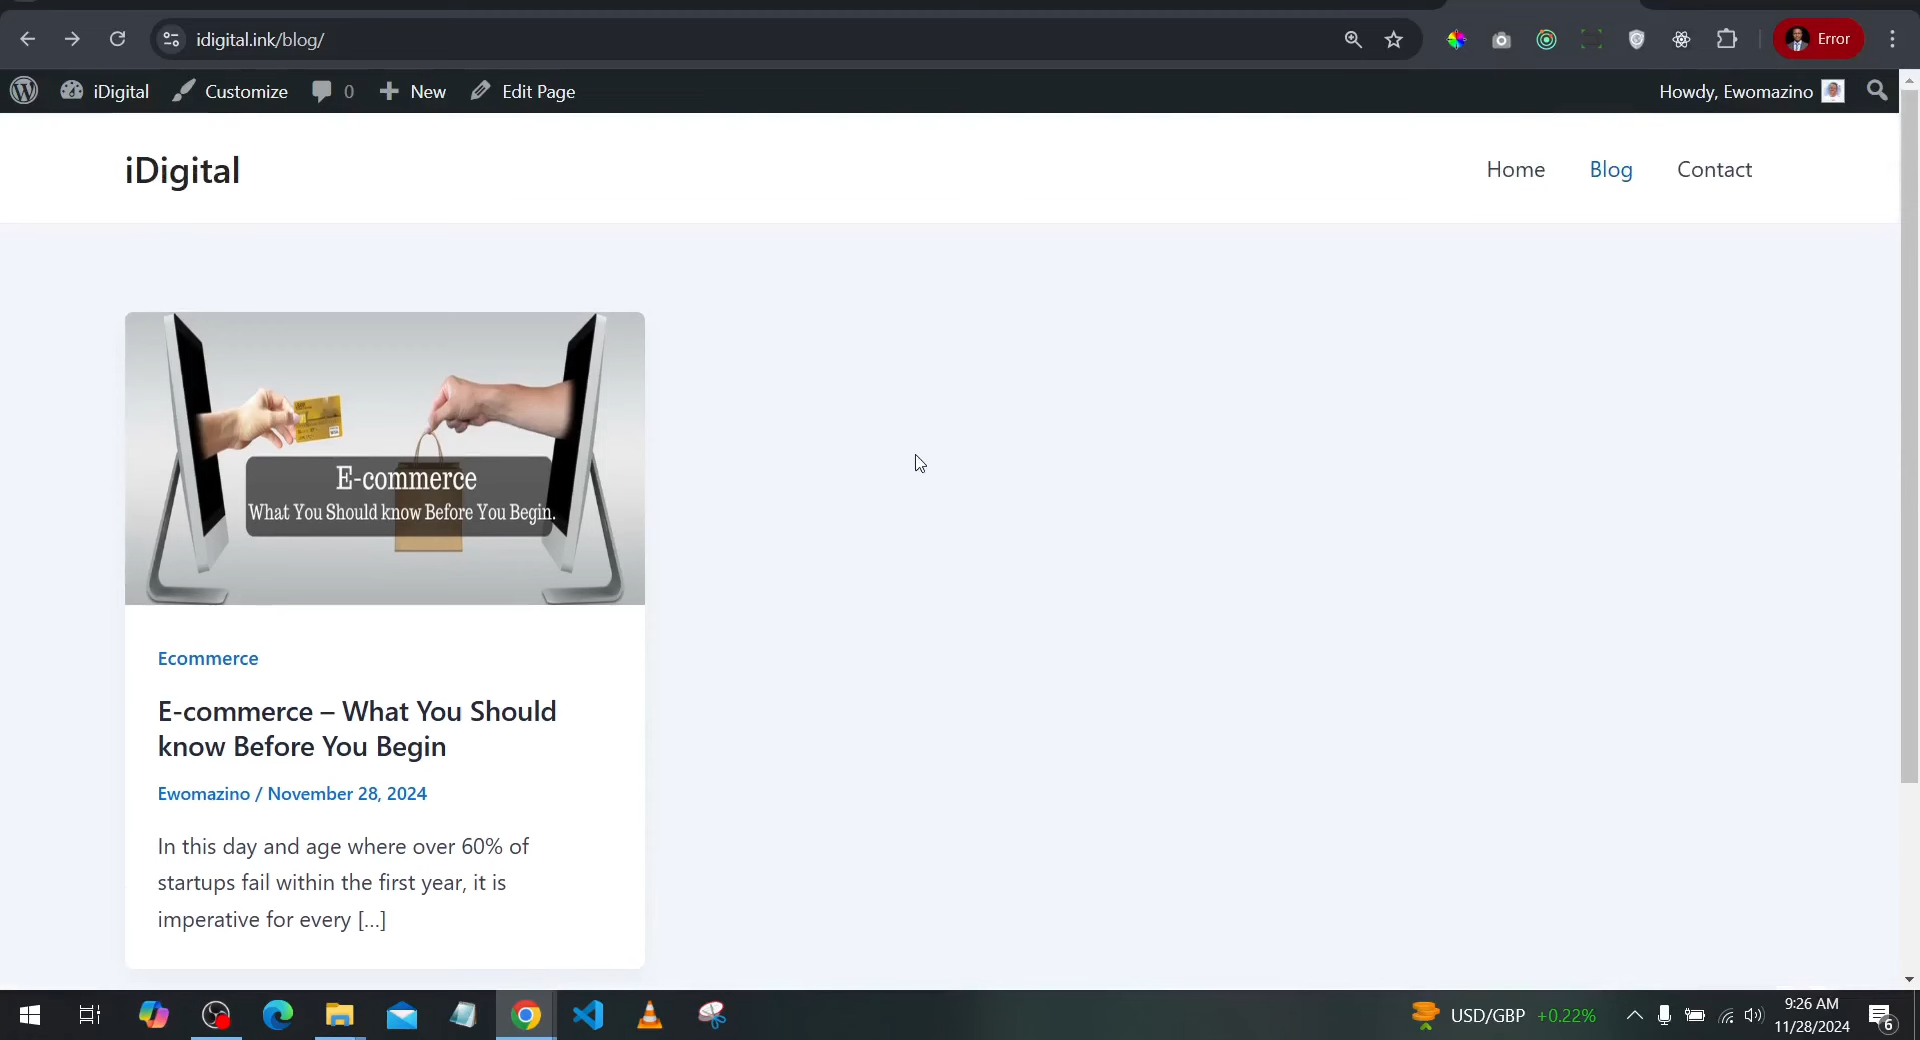 idigital.ink/blog/
Error
iDigital
Customize
0
New
Edit Page
Howdy, Ewomazino
iDigital
Home
Blog
Contact
E-commerce
What You Should know Before You Begin.
Ecommerce
E-commerce – What You Should
know Before You Begin
Ewomazino / November 28, 2024
In this day and age where over 60% of
startups fail within the first year, it is
imperative for every […]
USD/GBP +0.22%
9:26 AM
11/28/2024
6